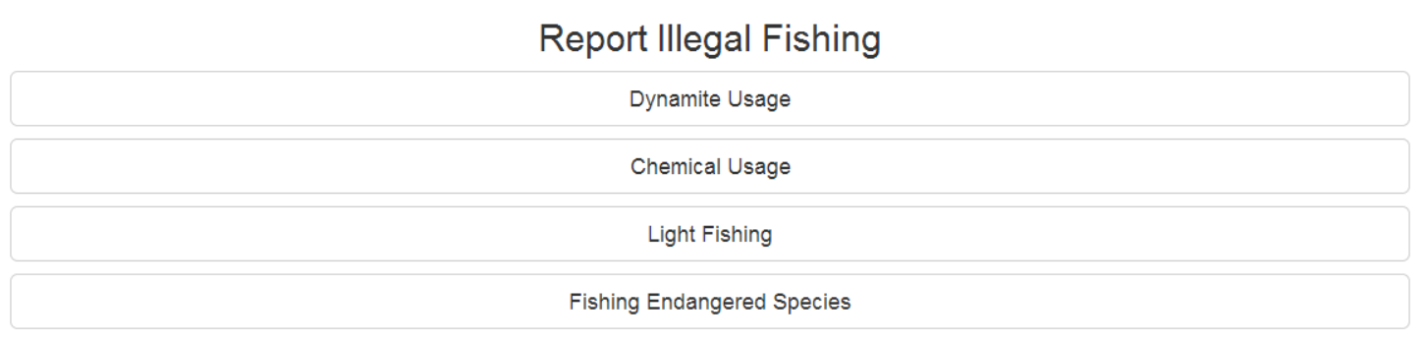 Report Illegal Fishing
Dynamite Usage
Chemical Usage
Light Fishing
Fishing Endangered Species